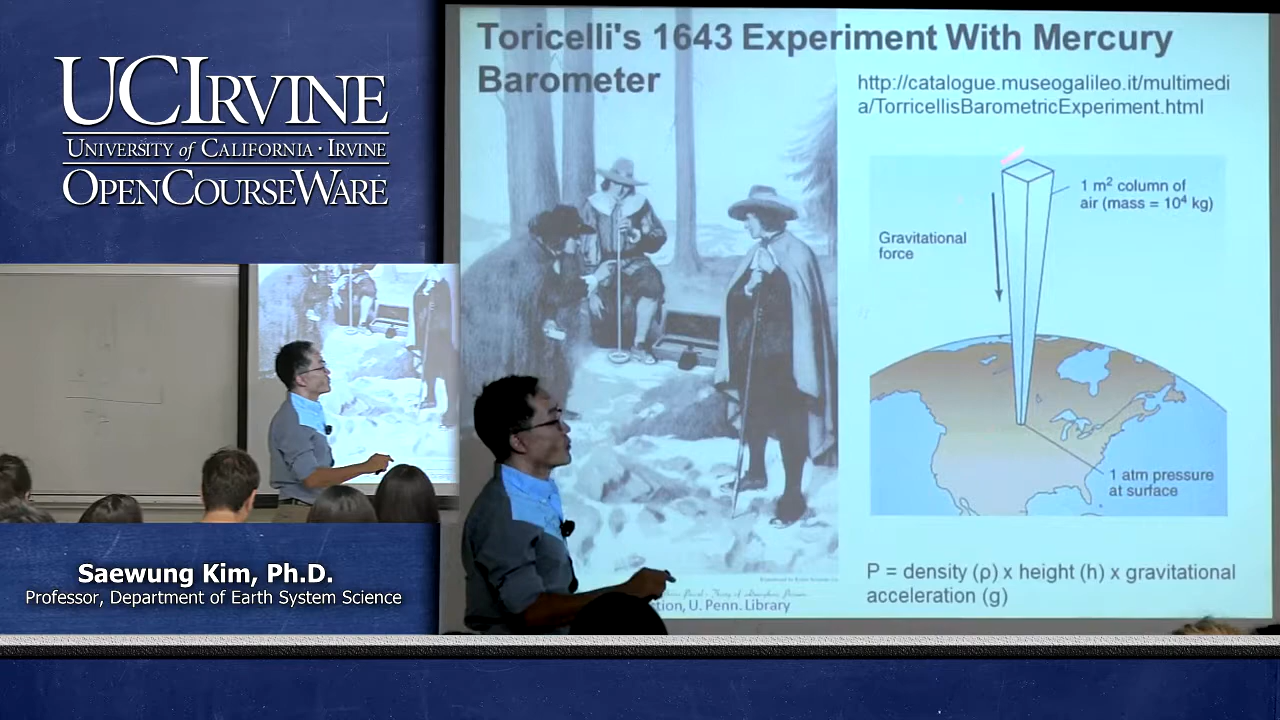 UCIRVINE
UNIVERSITY of CALIFORNIA · IRVINE
OPENCOURSEWARE
Saewung Kim, Ph.D.
Professor, Department of Earth System Science
Toricelli's 1643 Experiment With Mercury
Barometer
http://catalogue.museogalileo.it/multimedi
a/TorricellisBarometricExperiment.html
1 m² column of
air (mass = 10⁴ kg)
Gravitational
force
1 atm pressure
at surface
P = density (ρ) x height (h) x gravitational
acceleration (g)
tion, U. Penn. Library